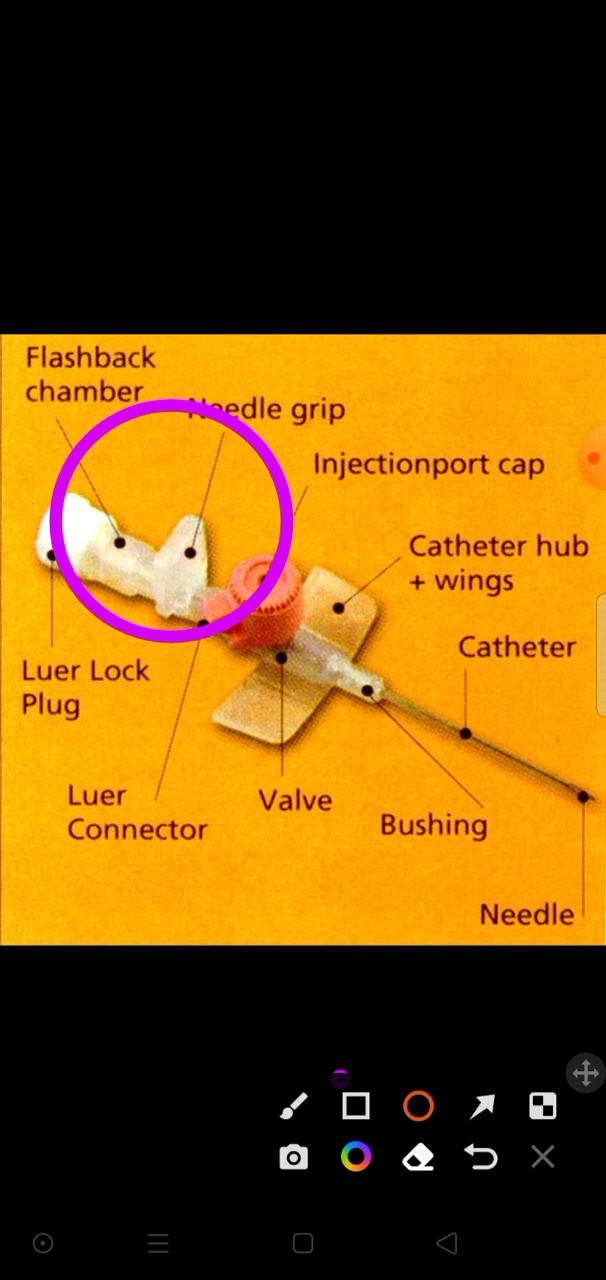 Flashback
chamber
Needle grip
Injectionport cap
Catheter hub
+ wings
Catheter
Luer Lock
Plug
Luer
Connector
Valve
Bushing
Needle